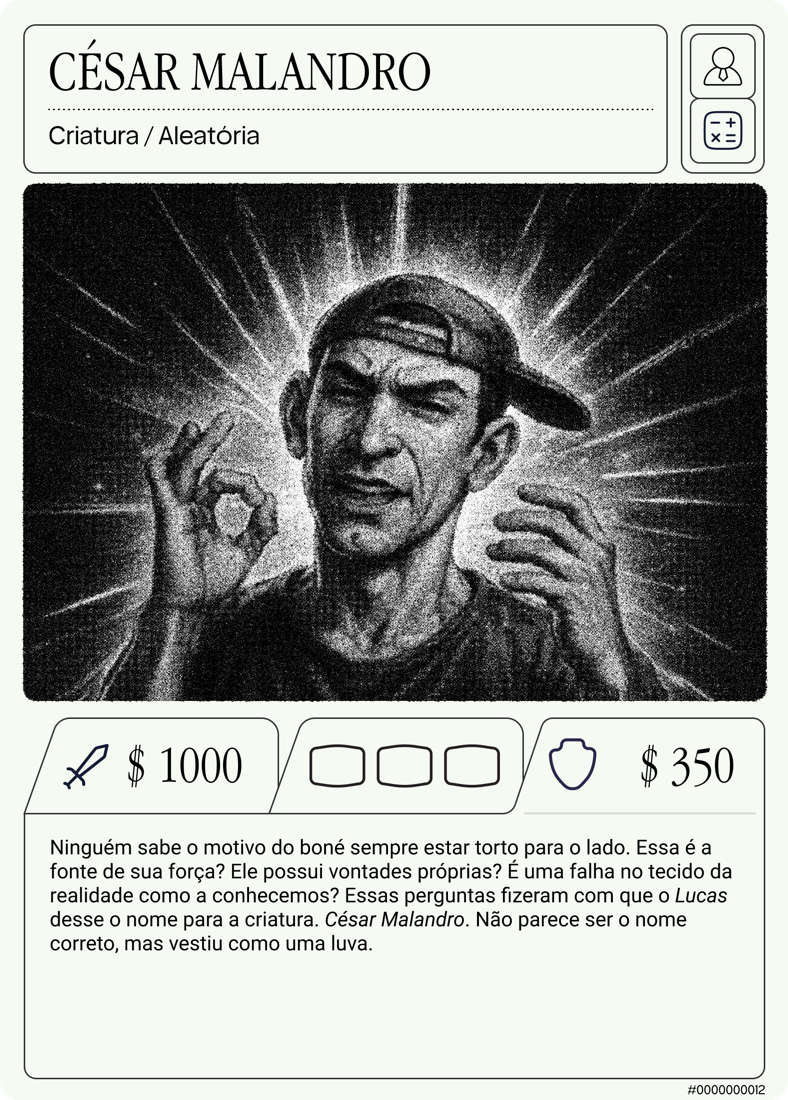 CÉSAR MALANDRO
Criatura / Aleatória
$ 1000
$ 350
Ninguém sabe o motivo do boné sempre estar torto para o lado. Essa é a
fonte de sua força? Ele possui vontades próprias? É uma falha no tecido da
realidade como a conhecemos? Essas perguntas fizeram com que o Lucas
desse o nome para a criatura. César Malandro. Não parece ser o nome
correto, mas vestiu como uma luva.
#0000000012